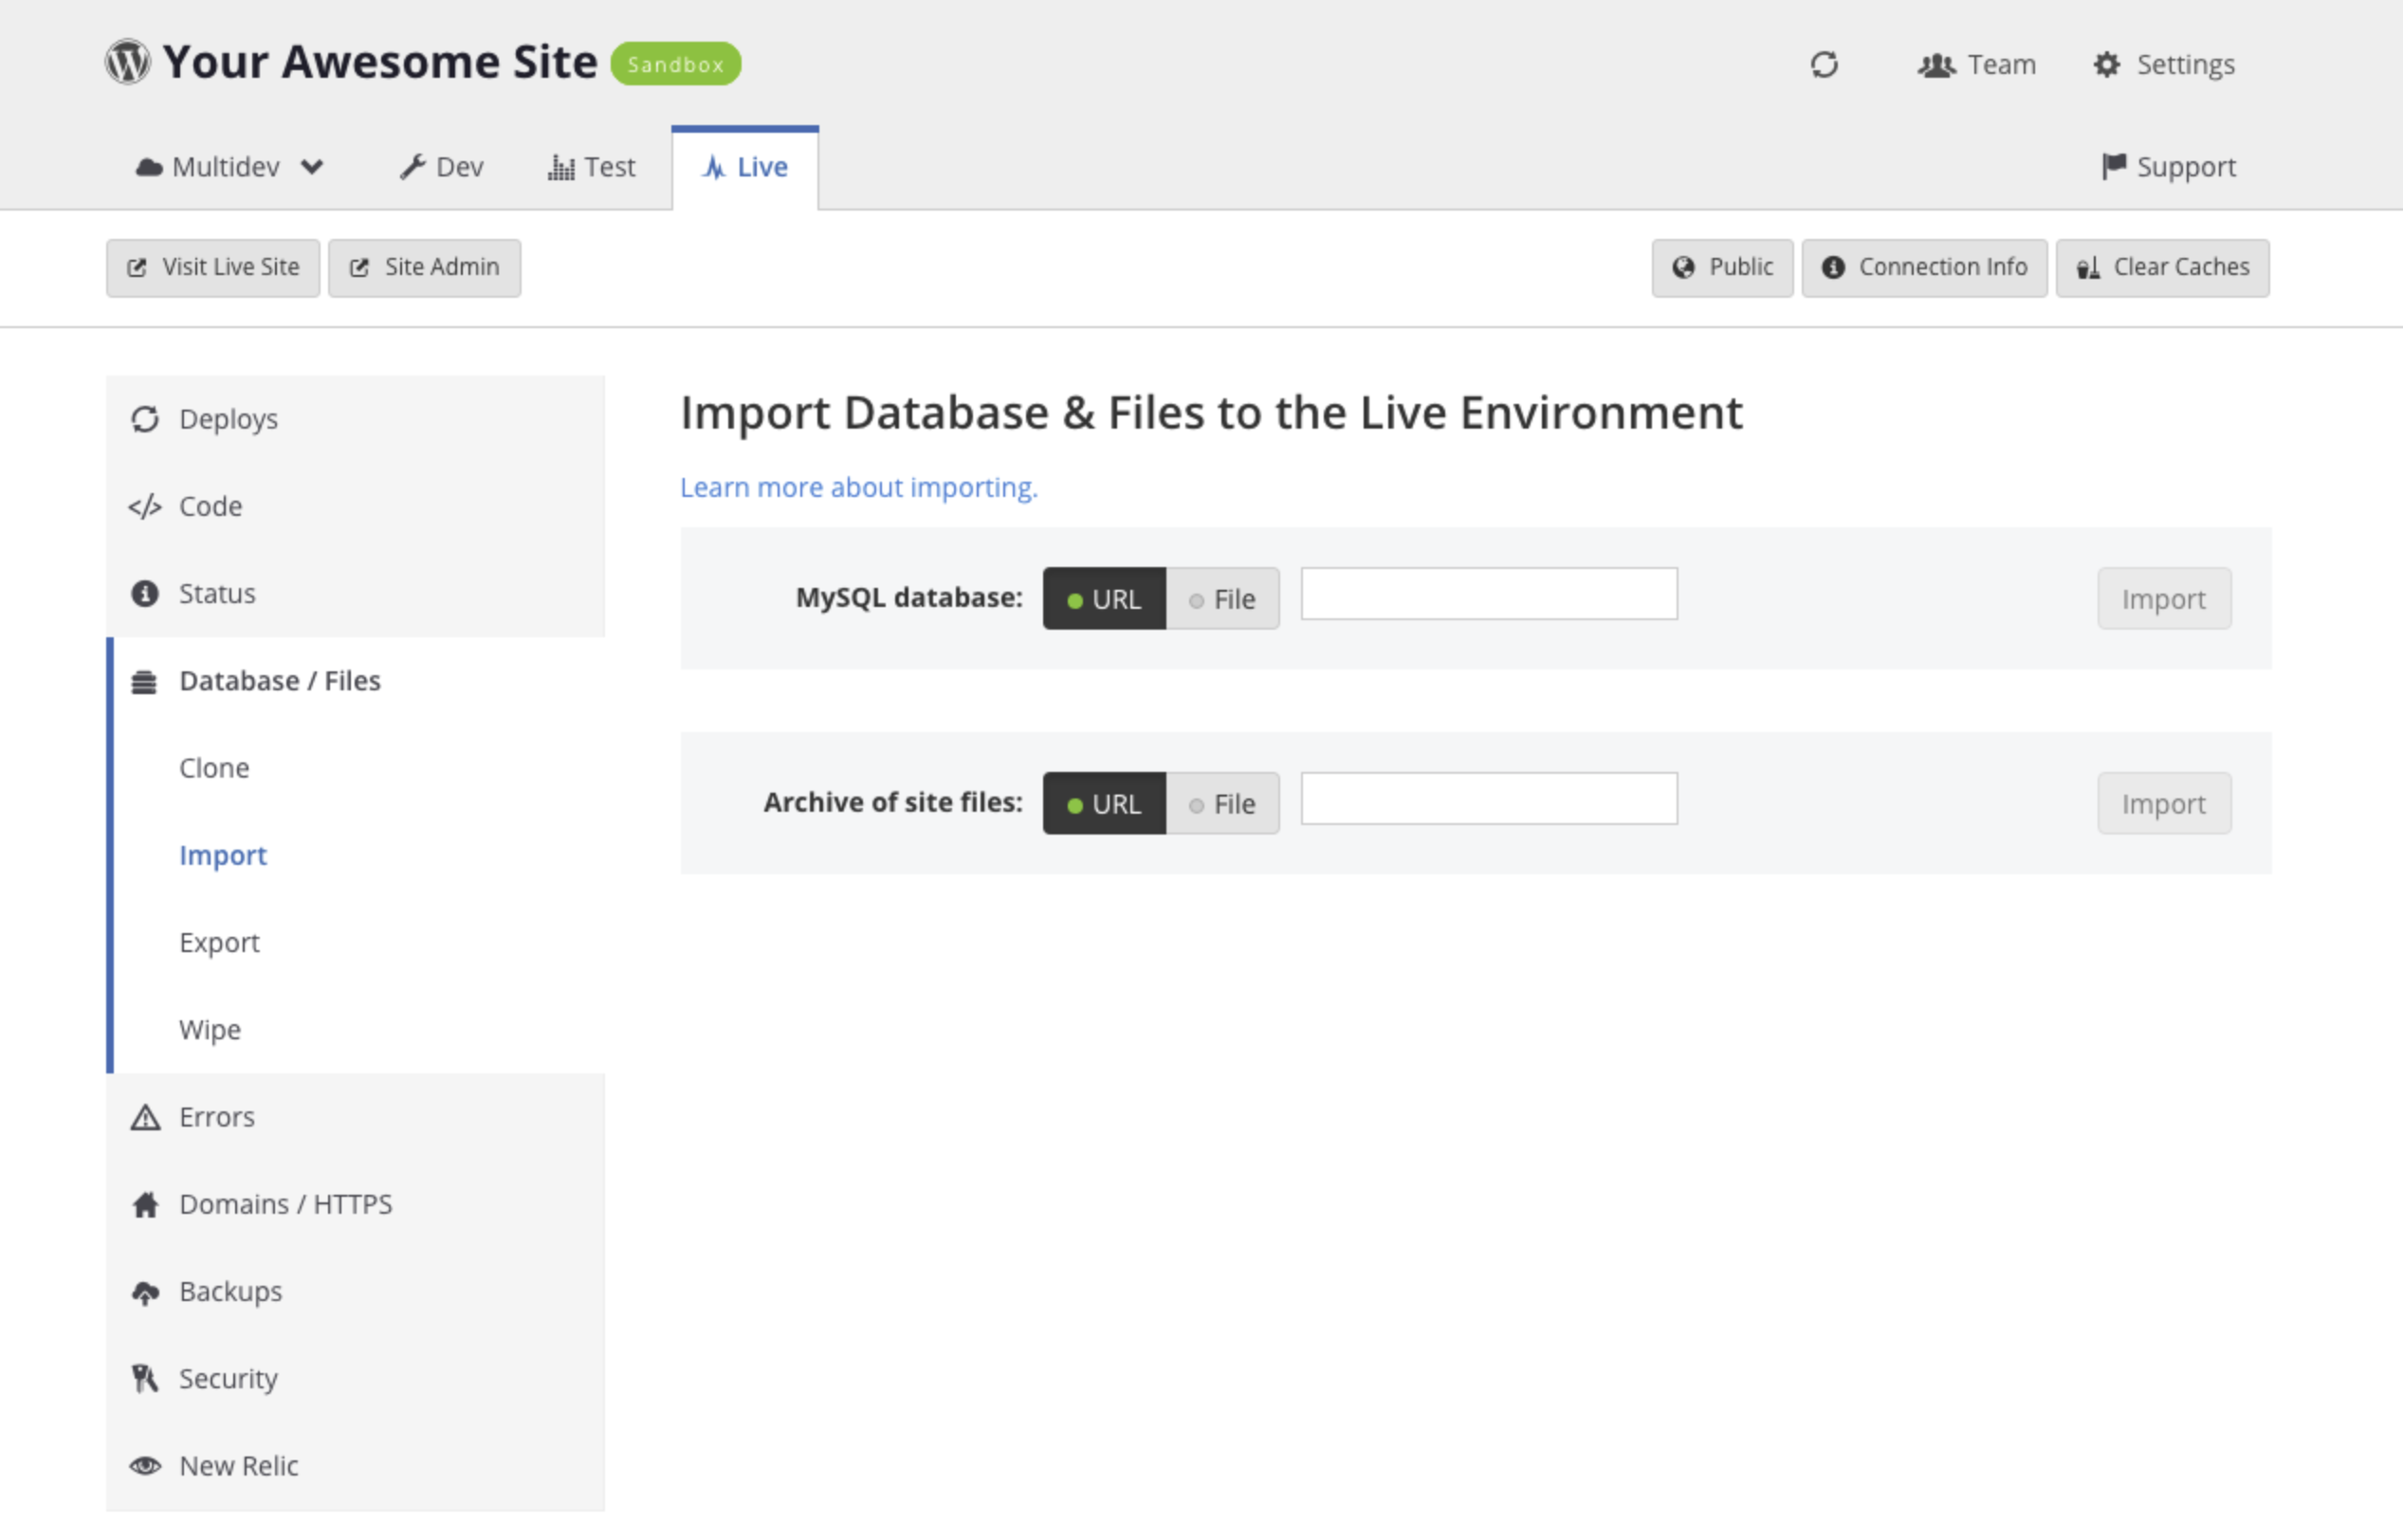 Your Awesome Site Sandbox
Team Settings
Multidev Dev Test Live Support
Visit Live Site Site Admin Public Connection Info Clear Caches
Deploys
Code
Status
Database / Files
Clone
Import
Export
Wipe
Errors
Domains / HTTPS
Backups
Security
New Relic
Import Database & Files to the Live Environment
Learn more about importing.
MySQL database: URL File Import
Archive of site files: URL File Import